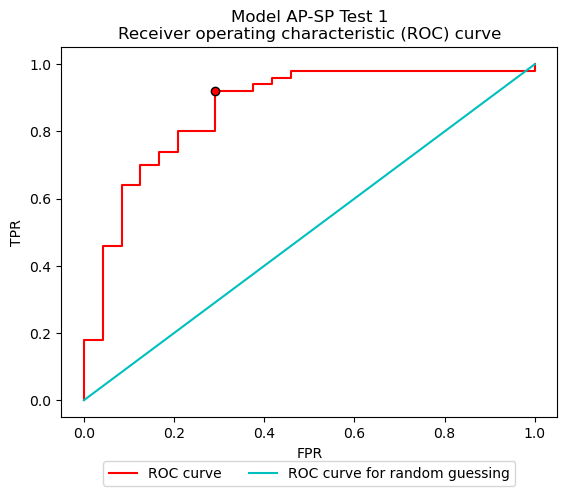 Model AP-SP Test 1
Receiver operating characteristic (ROC) curve
TPR
1.0
0.8
0.6
0.4
0.2
0.0
0.0 0.2 0.4 0.6 0.8 1.0
FPR
ROC curve ROC curve for random guessing